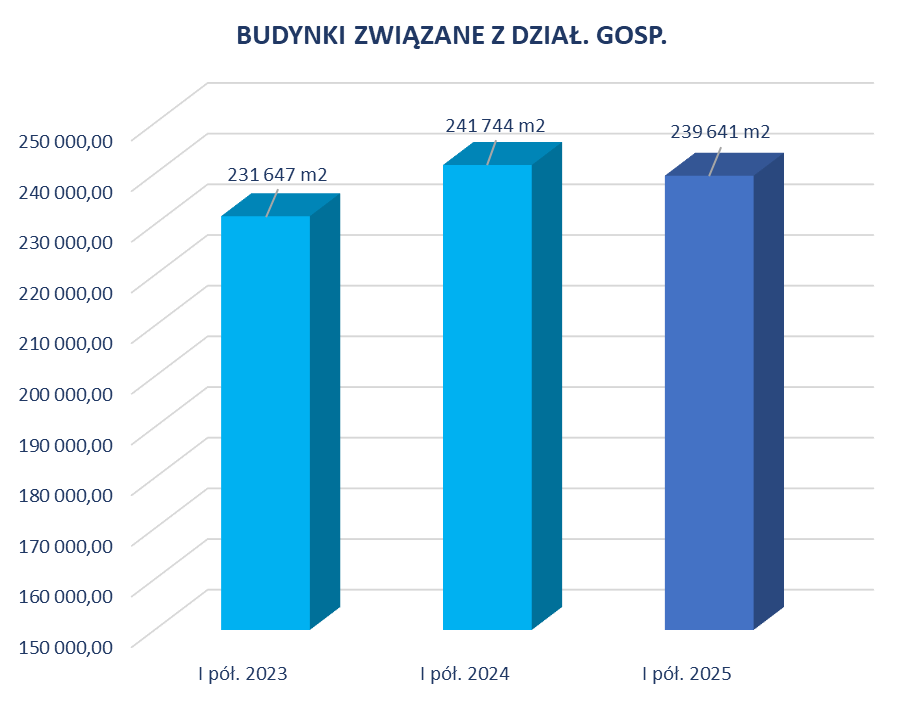 BUDYNKI ZWIĄZANE Z DZIAŁ. GOSP.
250 000,00
240 000,00
230 000,00
220 000,00
210 000,00
200 000,00
190 000,00
180 000,00
170 000,00
160 000,00
150 000,00
231 647 m2
241 744 m2
239 641 m2
I pół. 2023
I pół. 2024
I pół. 2025